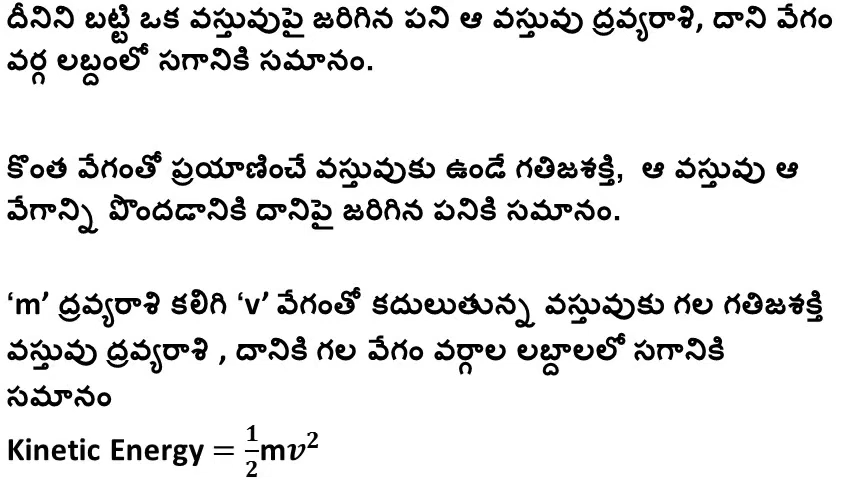 దీనిని బట్టి ఒక వస్తువుపై జరిగిన పని ఆ వస్తువు ద్రవ్యరాశి, దాని వేగం
వర్గ లబ్దంలో సగానికి సమానం.
కొంత వేగంతో ప్రయాణించే వస్తువుకు ఉండే గతిజశక్తి, ఆ వస్తువు ఆ
వేగాన్ని పొందడానికి దానిపై జరిగిన పనికి సమానం.
‘m’ ద్రవ్యరాశి కలిగి ‘v’ వేగంతో కదులుతున్న వస్తువుకు గల గతిజశక్తి
వస్తువు ద్రవ్యరాశి , దానికి గల వేగం వర్గాల లబ్దాలలో సగానికి
సమానం
Kinetic Energy = \frac{1}{2}mv²